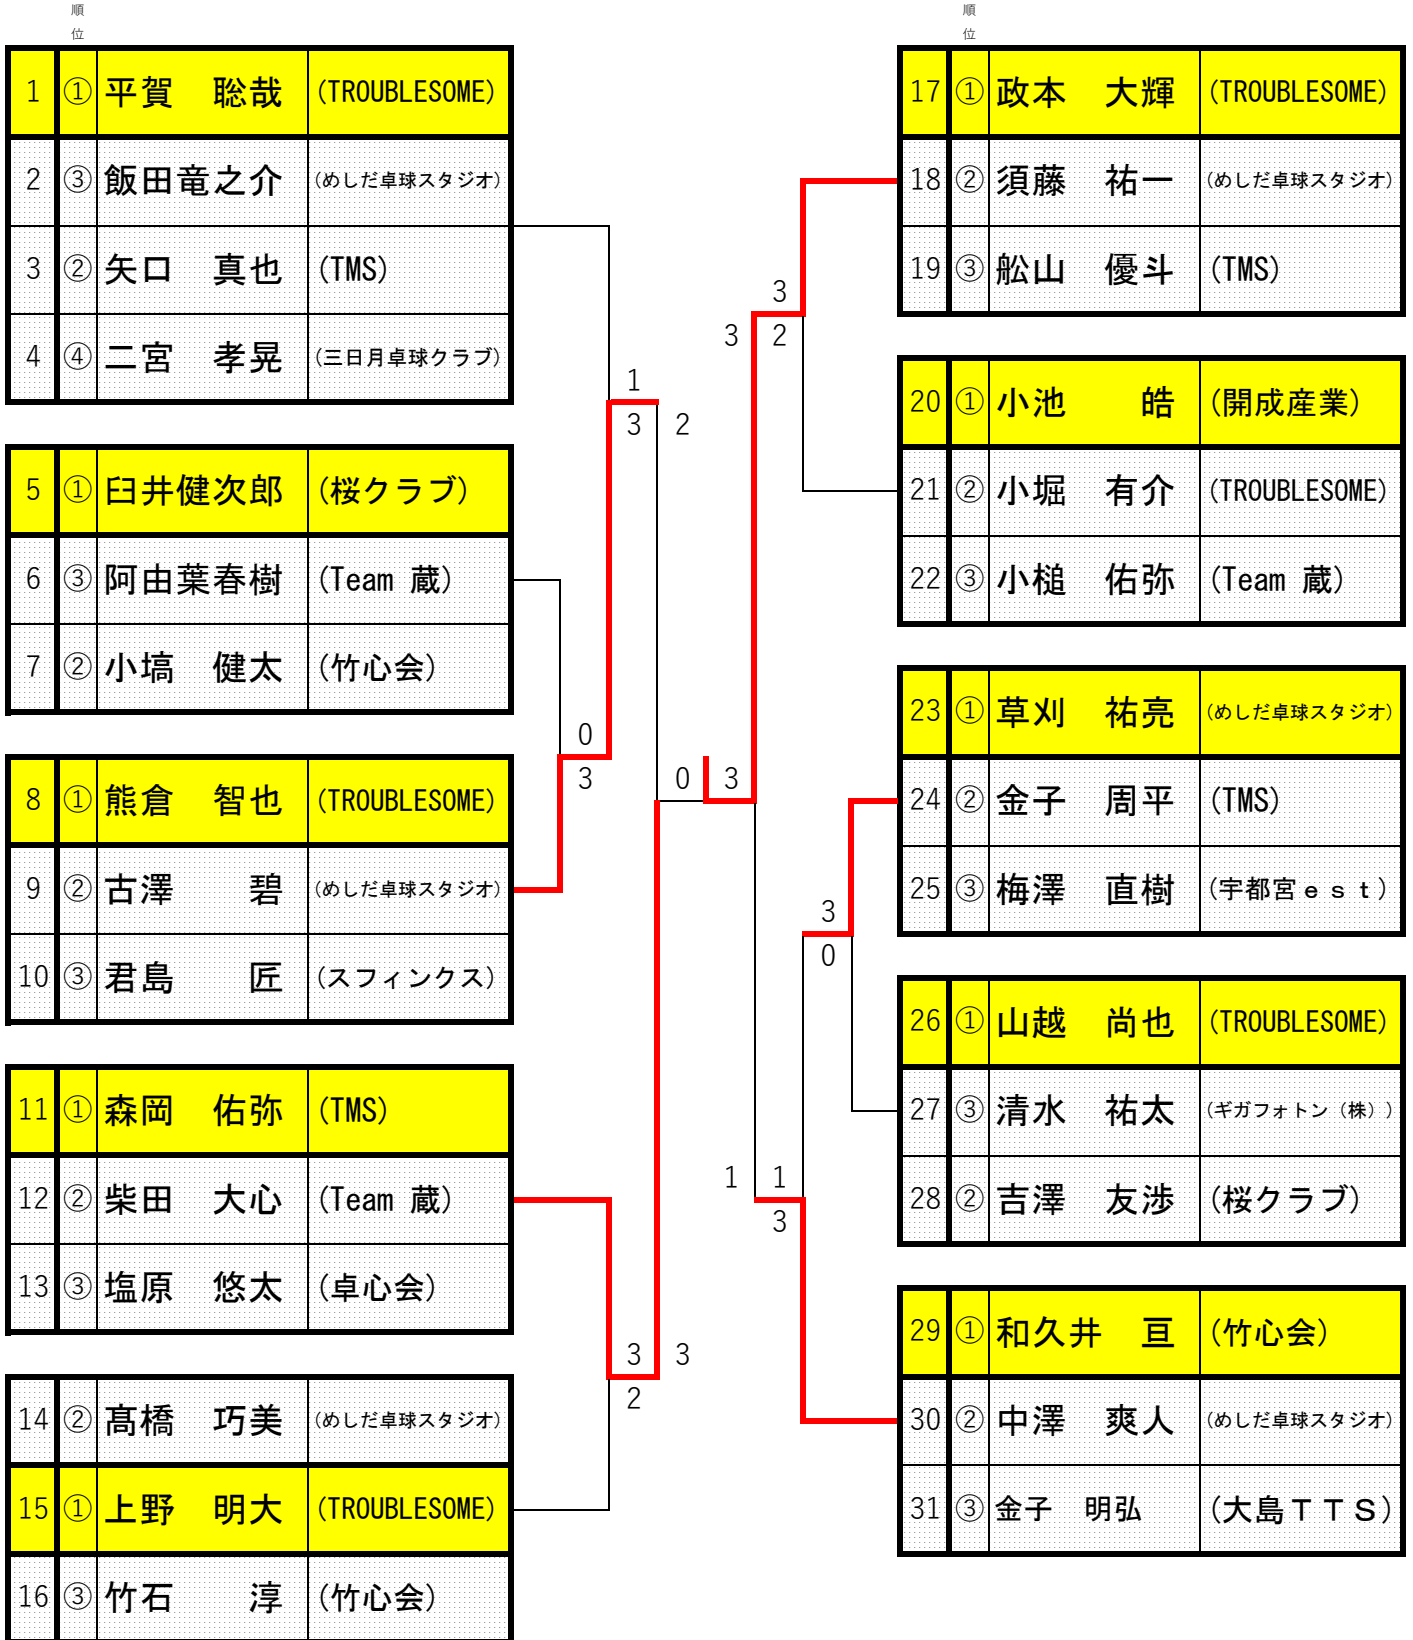 順
位
1 ① 平賀　聡哉 (TROUBLESOME)
2 ③ 飯田竜之介 (めしだ卓球スタジオ)
3 ② 矢口　真也 (TMS)
4 ④ 二宮　孝晃 (三日月卓球クラブ)
5 ① 臼井健次郎 (桜クラブ)
6 ③ 阿由葉春樹 (Team 蔵)
7 ② 小塙　健太 (竹心会)
8 ① 熊倉　智也 (TROUBLESOME)
9 ② 古澤　　碧 (めしだ卓球スタジオ)
10 ③ 君島　　匠 (スフィンクス)
11 ① 森岡　佑弥 (TMS)
12 ② 柴田　大心 (Team 蔵)
13 ③ 塩原　悠太 (卓心会)
14 ② 髙橋　巧美 (めしだ卓球スタジオ)
15 ① 上野　明大 (TROUBLESOME)
16 ③ 竹石　　淳 (竹心会)
1
3 2
0
3
3 3
2
0 3
3
3 2
3
0
1 1
3
順
位
17 ① 政本　大輝 (TROUBLESOME)
18 ② 須藤　祐一 (めしだ卓球スタジオ)
19 ③ 舩山　優斗 (TMS)
20 ① 小池　　皓 (開成産業)
21 ② 小堀　有介 (TROUBLESOME)
22 ③ 小槌　佑弥 (Team 蔵)
23 ① 草刈　祐亮 (めしだ卓球スタジオ)
24 ② 金子　周平 (TMS)
25 ③ 梅澤　直樹 (宇都宮ｅｓｔ)
26 ① 山越　尚也 (TROUBLESOME)
27 ③ 清水　祐太 (ギガフォトン（株）)
28 ② 吉澤　友渉 (桜クラブ)
29 ① 和久井　亘 (竹心会)
30 ② 中澤　爽人 (めしだ卓球スタジオ)
31 ③ 金子　明弘 (大島ＴＴＳ)